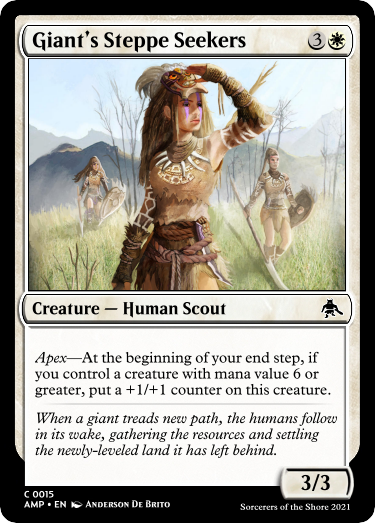 Giant's Steppe Seekers 3
Creature — Human Scout
Apex—At the beginning of your end step, if
you control a creature with mana value 6 or
greater, put a +1/+1 counter on this creature.
When a giant treads new path, the humans follow
in its wake, gathering the resources and settling
the newly-leveled land it has left behind.
3/3
C 0015
AMP • EN Anderson De Brito
Sorcerers of the Shore 2021